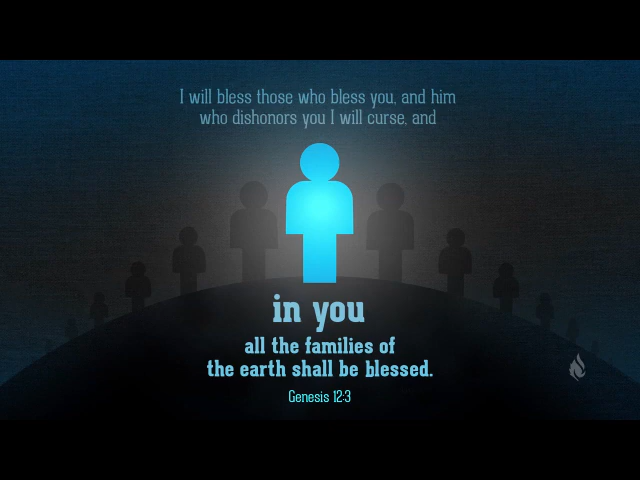 I will bless those who bless you, and him
who dishonors you I will curse, and
in you
all the families of
the earth shall be blessed.
Genesis 12:3